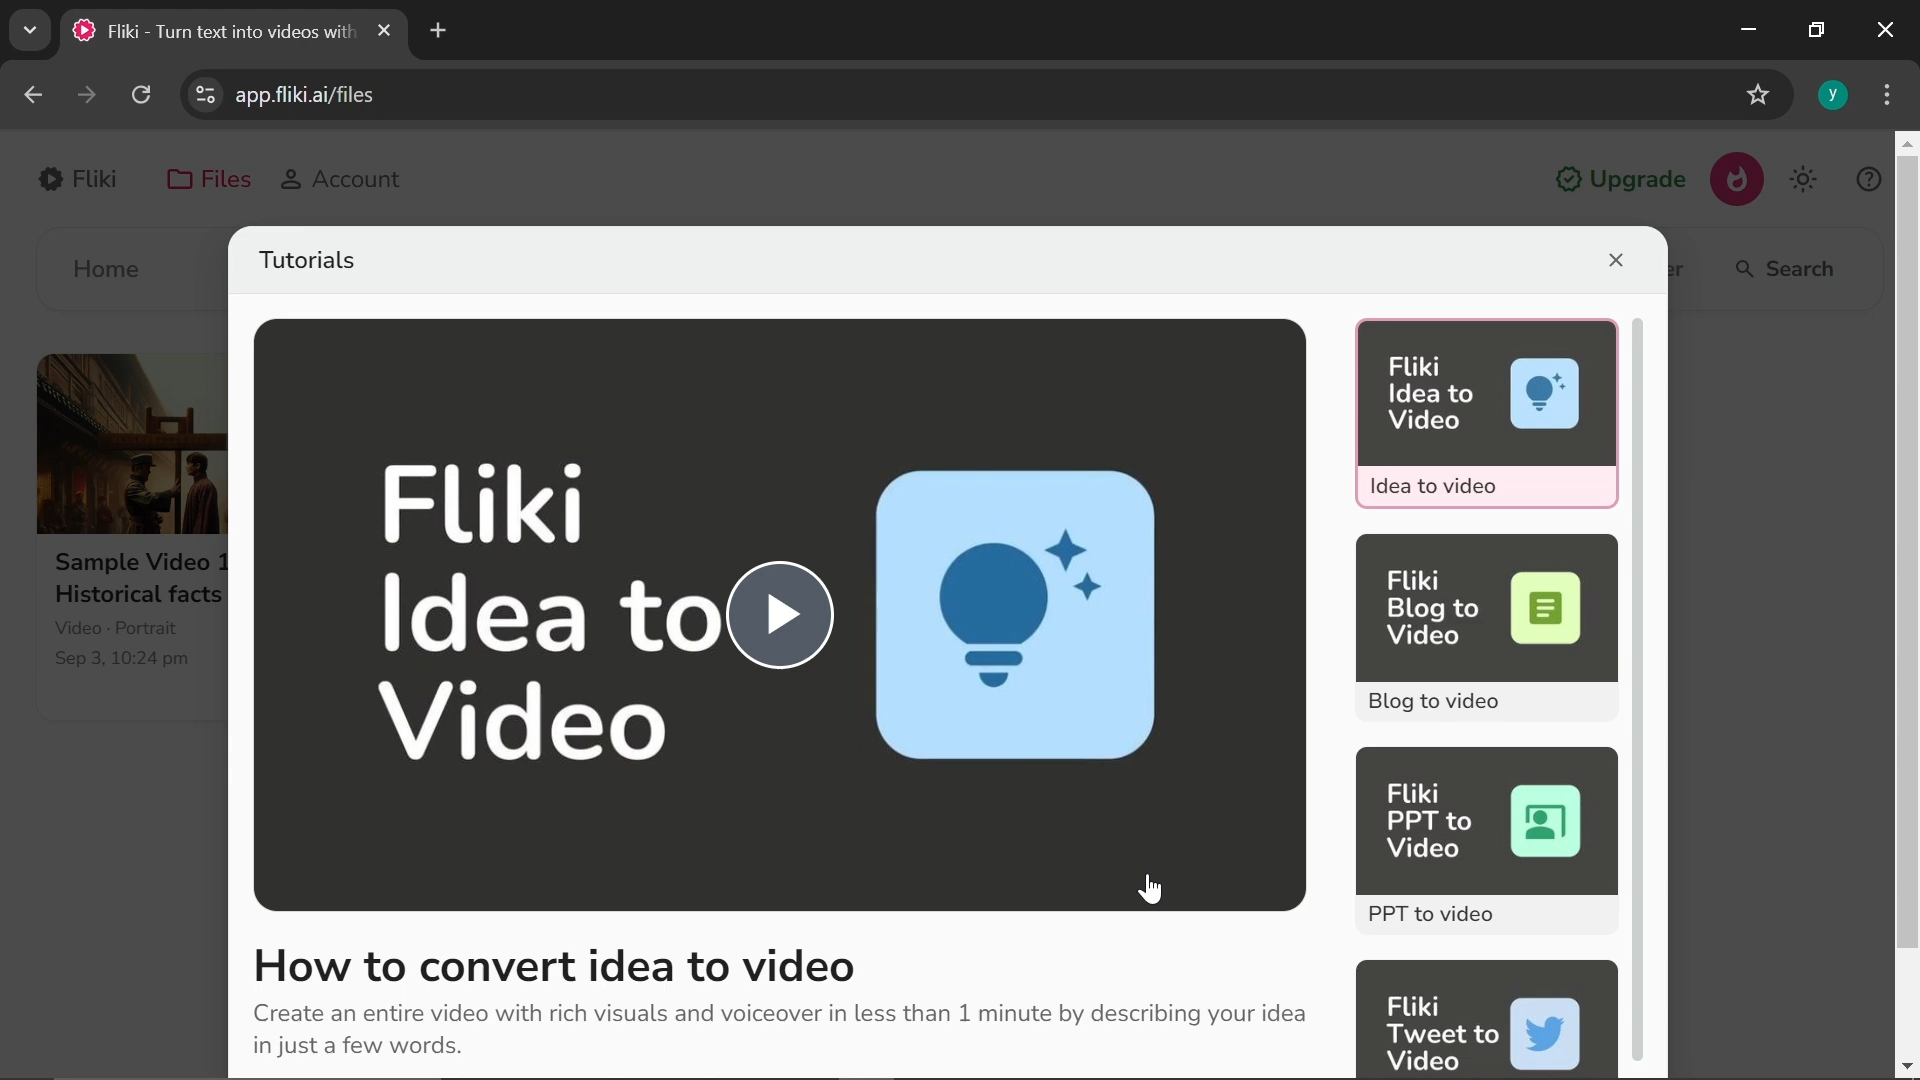 Fliki - Turn text into videos with
app.fliki.ai/files
y
Fliki
Files
Account
Upgrade
Home
Search
Tutorials
Fliki
Idea to
Video
Sample Video 1
Historical facts
Video · Portrait
Sep 3, 10:24 pm
How to convert idea to video
Create an entire video with rich visuals and voiceover in less than 1 minute by describing your idea
in just a few words.
Fliki
Idea to
Video
Idea to video
Fliki
Blog to
Video
Blog to video
Fliki
PPT to
Video
PPT to video
Fliki
Tweet to
Video